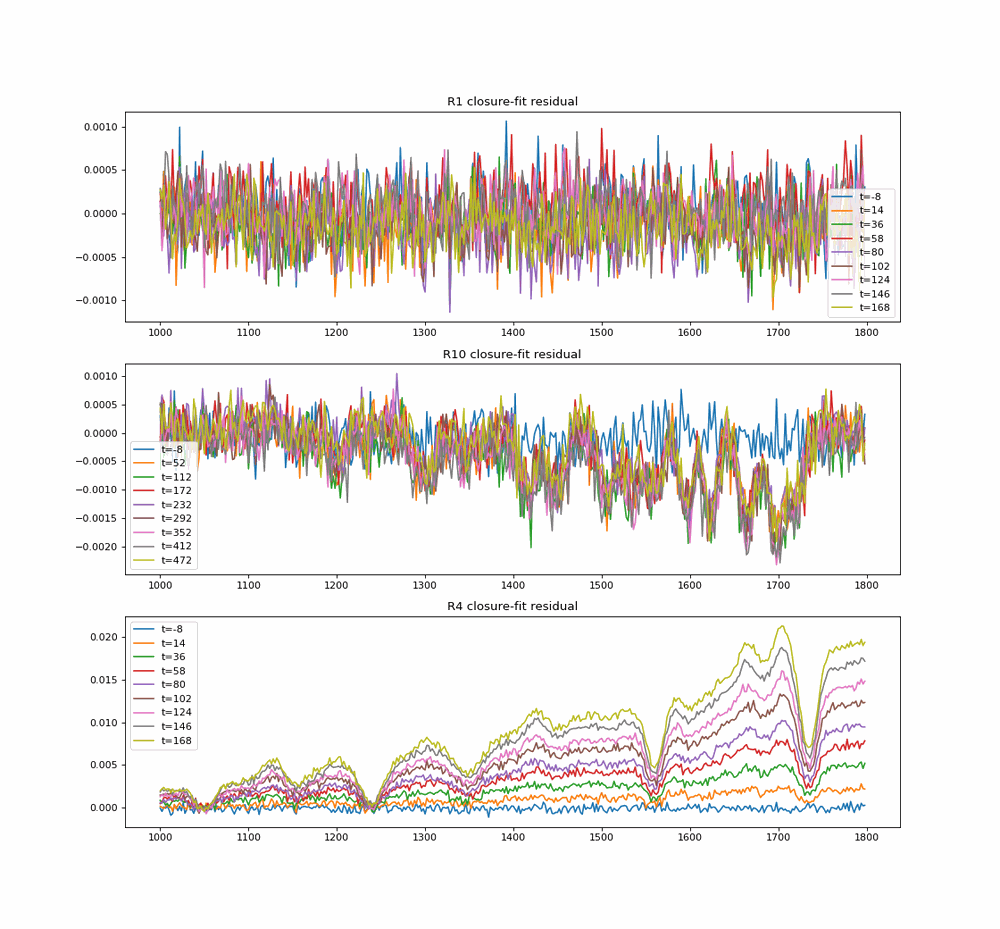 R1 closure-fit residual
0.0010
0.0005
0.0000
−0.0005
−0.0010
t=-8
t=14
t=36
t=58
t=80
t=102
t=124
t=146
t=168
1000 1100 1200 1300 1400 1500 1600 1700 1800
R10 closure-fit residual
0.0010
0.0005
0.0000
−0.0005
−0.0010
−0.0015
−0.0020
t=-8
t=52
t=112
t=172
t=232
t=292
t=352
t=412
t=472
1000 1100 1200 1300 1400 1500 1600 1700 1800
R4 closure-fit residual
0.020
0.015
0.010
0.005
0.000
t=-8
t=14
t=36
t=58
t=80
t=102
t=124
t=146
t=168
1000 1100 1200 1300 1400 1500 1600 1700 1800